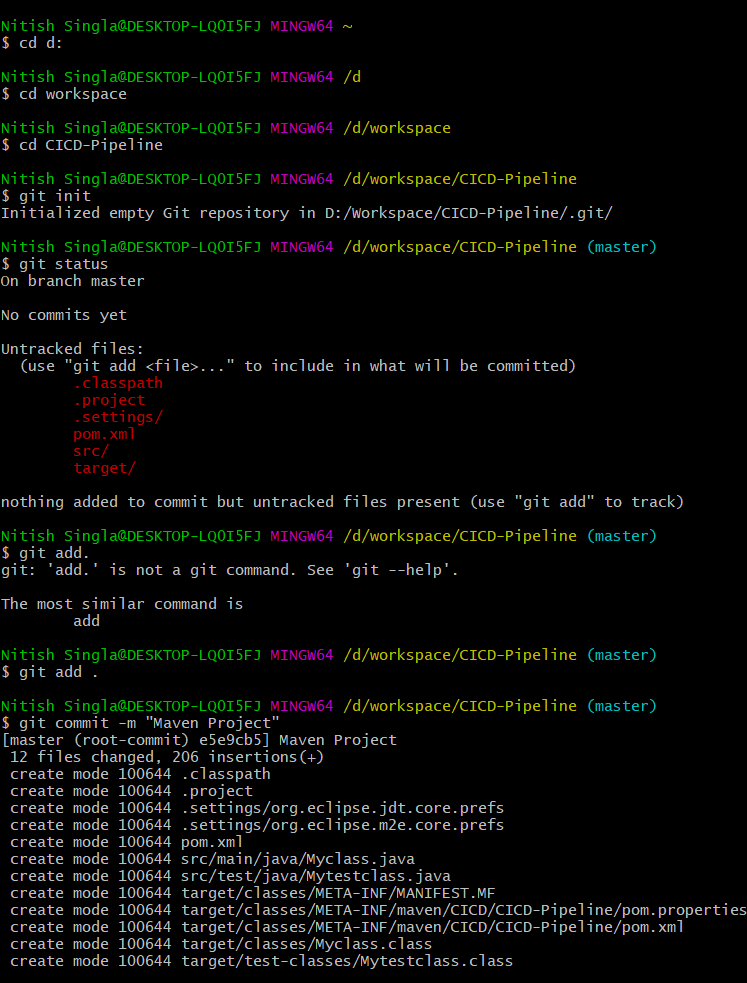 Nitish Singla@DESKTOP-LQOI5FJ MINGW64 ~
$ cd d:
Nitish Singla@DESKTOP-LQOI5FJ MINGW64 /d
$ cd workspace
Nitish Singla@DESKTOP-LQOI5FJ MINGW64 /d/workspace
$ cd CICD-Pipeline
Nitish Singla@DESKTOP-LQOI5FJ MINGW64 /d/workspace/CICD-Pipeline
$ git init
Initialized empty Git repository in D:/Workspace/CICD-Pipeline/.git/
Nitish Singla@DESKTOP-LQOI5FJ MINGW64 /d/workspace/CICD-Pipeline (master)
$ git status
On branch master
No commits yet
Untracked files:
  (use "git add <file>..." to include in what will be committed)
        .classpath
        .project
        .settings/
        pom.xml
        src/
        target/
nothing added to commit but untracked files present (use "git add" to track)
Nitish Singla@DESKTOP-LQOI5FJ MINGW64 /d/workspace/CICD-Pipeline (master)
$ git add.
git: 'add.' is not a git command. See 'git --help'.
The most similar command is
        add
Nitish Singla@DESKTOP-LQOI5FJ MINGW64 /d/workspace/CICD-Pipeline (master)
$ git add .
Nitish Singla@DESKTOP-LQOI5FJ MINGW64 /d/workspace/CICD-Pipeline (master)
$ git commit -m "Maven Project"
[master (root-commit) e5e9cb5] Maven Project
 12 files changed, 206 insertions(+)
 create mode 100644 .classpath
 create mode 100644 .project
 create mode 100644 .settings/org.eclipse.jdt.core.prefs
 create mode 100644 .settings/org.eclipse.m2e.core.prefs
 create mode 100644 pom.xml
 create mode 100644 src/main/java/Myclass.java
 create mode 100644 src/test/java/Mytestclass.java
 create mode 100644 target/classes/META-INF/MANIFEST.MF
 create mode 100644 target/classes/META-INF/maven/CICD/CICD-Pipeline/pom.properties
 create mode 100644 target/classes/META-INF/maven/CICD/CICD-Pipeline/pom.xml
 create mode 100644 target/classes/Myclass.class
 create mode 100644 target/test-classes/Mytestclass.class